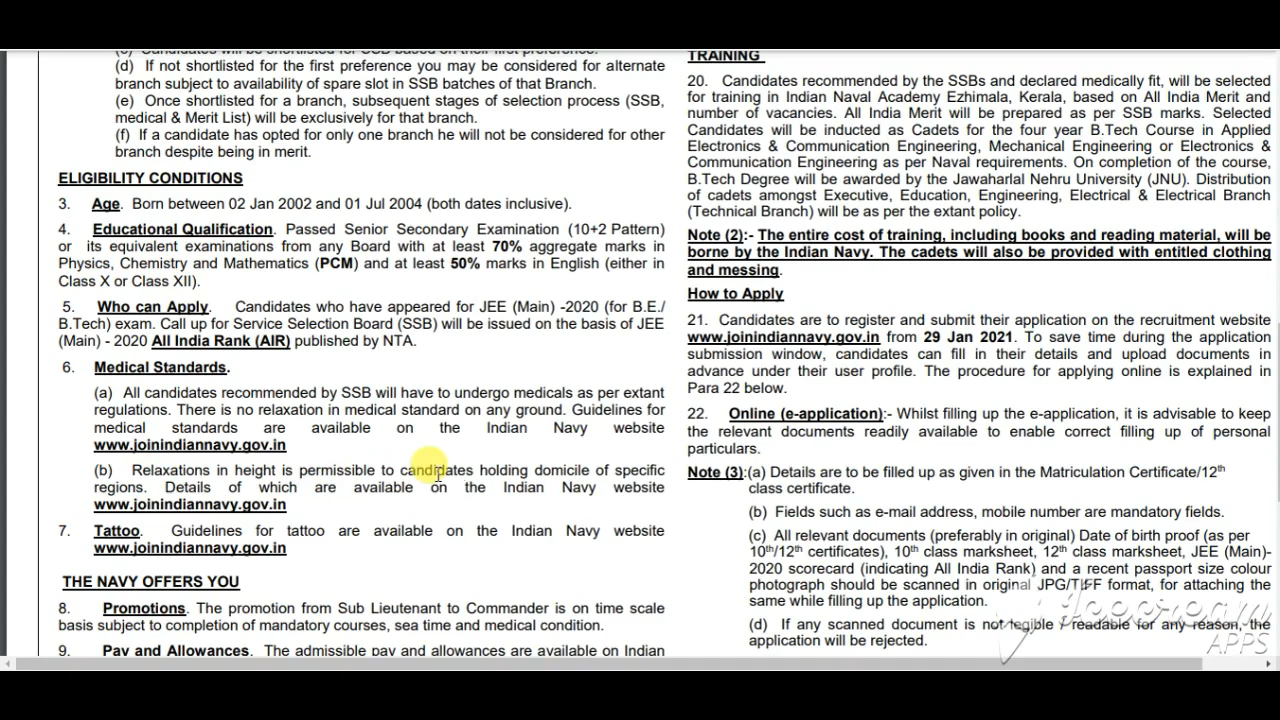 (c) Candidates will be shortlisted for SSB based on their first preference.
(d) If not shortlisted for the first preference you may be considered for alternate
branch subject to availability of spare slot in SSB batches of that Branch.
(e) Once shortlisted for a branch, subsequent stages of selection process (SSB,
medical & Merit List) will be exclusively for that branch.
(f) If a candidate has opted for only one branch he will not be considered for other
branch despite being in merit.
ELIGIBILITY CONDITIONS
3. Age. Born between 02 Jan 2002 and 01 Jul 2004 (both dates inclusive).
4. Educational Qualification. Passed Senior Secondary Examination (10+2 Pattern)
or its equivalent examinations from any Board with at least 70% aggregate marks in
Physics, Chemistry and Mathematics (PCM) and at least 50% marks in English (either in
Class X or Class XII).
5. Who can Apply. Candidates who have appeared for JEE (Main) -2020 (for B.E./
B.Tech) exam. Call up for Service Selection Board (SSB) will be issued on the basis of JEE
(Main) - 2020 All India Rank (AIR) published by NTA.
6. Medical Standards.
(a) All candidates recommended by SSB will have to undergo medicals as per extant
regulations. There is no relaxation in medical standard on any ground. Guidelines for
medical standards are available on the Indian Navy website
www.joinindiannavy.gov.in
(b) Relaxations in height is permissible to candidates holding domicile of specific
regions. Details of which are available on the Indian Navy website
www.joinindiannavy.gov.in
7. Tattoo. Guidelines for tattoo are available on the Indian Navy website
www.joinindiannavy.gov.in
THE NAVY OFFERS YOU
8. Promotions. The promotion from Sub Lieutenant to Commander is on time scale
basis subject to completion of mandatory courses, sea time and medical condition.
9. Pay and Allowances. The admissible pay and allowances are available on Indian
TRAINING
20. Candidates recommended by the SSBs and declared medically fit, will be selected
for training in Indian Naval Academy Ezhimala, Kerala, based on All India Merit and
number of vacancies. All India Merit will be prepared as per SSB marks. Selected
Candidates will be inducted as Cadets for the four year B.Tech Course in Applied
Electronics & Communication Engineering, Mechanical Engineering or Electronics &
Communication Engineering as per Naval requirements. On completion of the course,
B.Tech Degree will be awarded by the Jawaharlal Nehru University (JNU). Distribution
of cadets amongst Executive, Education, Engineering, Electrical & Electrical Branch
(Technical Branch) will be as per the extant policy.
Note (2):- The entire cost of training, including books and reading material, will be
borne by the Indian Navy. The cadets will also be provided with entitled clothing
and messing.
How to Apply
21. Candidates are to register and submit their application on the recruitment website
www.joinindiannavy.gov.in from 29 Jan 2021. To save time during the application
submission window, candidates can fill in their details and upload documents in
advance under their user profile. The procedure for applying online is explained in
Para 22 below.
22. Online (e-application):- Whilst filling up the e-application, it is advisable to keep
the relevant documents readily available to enable correct filling up of personal
particulars.
Note (3):(a) Details are to be filled up as given in the Matriculation Certificate/12th
class certificate.
(b) Fields such as e-mail address, mobile number are mandatory fields.
(c) All relevant documents (preferably in original) Date of birth proof (as per
10th/12th certificates), 10th class marksheet, 12th class marksheet, JEE (Main)-
2020 scorecard (indicating All India Rank) and a recent passport size colour
photograph should be scanned in original JPG/TIFF format, for attaching the
same while filling up the application.
(d) If any scanned document is not legible / readable for any reason, the
application will be rejected.
APPS